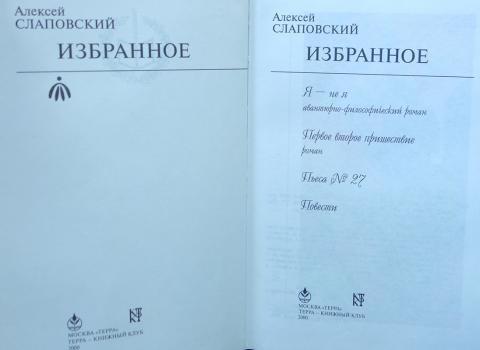 Алексей
СЛАПОВСКИЙ
ИЗБРАННОЕ
МОСКВА «ТЕРРА»
ТЕРРА – КНИЖНЫЙ КЛУБ
2000
Алексей
СЛАПОВСКИЙ
ИЗБРАННОЕ
Я — не я
авантюрно-философический роман
Первое второе пришествие
роман
Пьеса № 27
Повести
МОСКВА «ТЕРРА»
ТЕРРА – КНИЖНЫЙ КЛУБ
2000